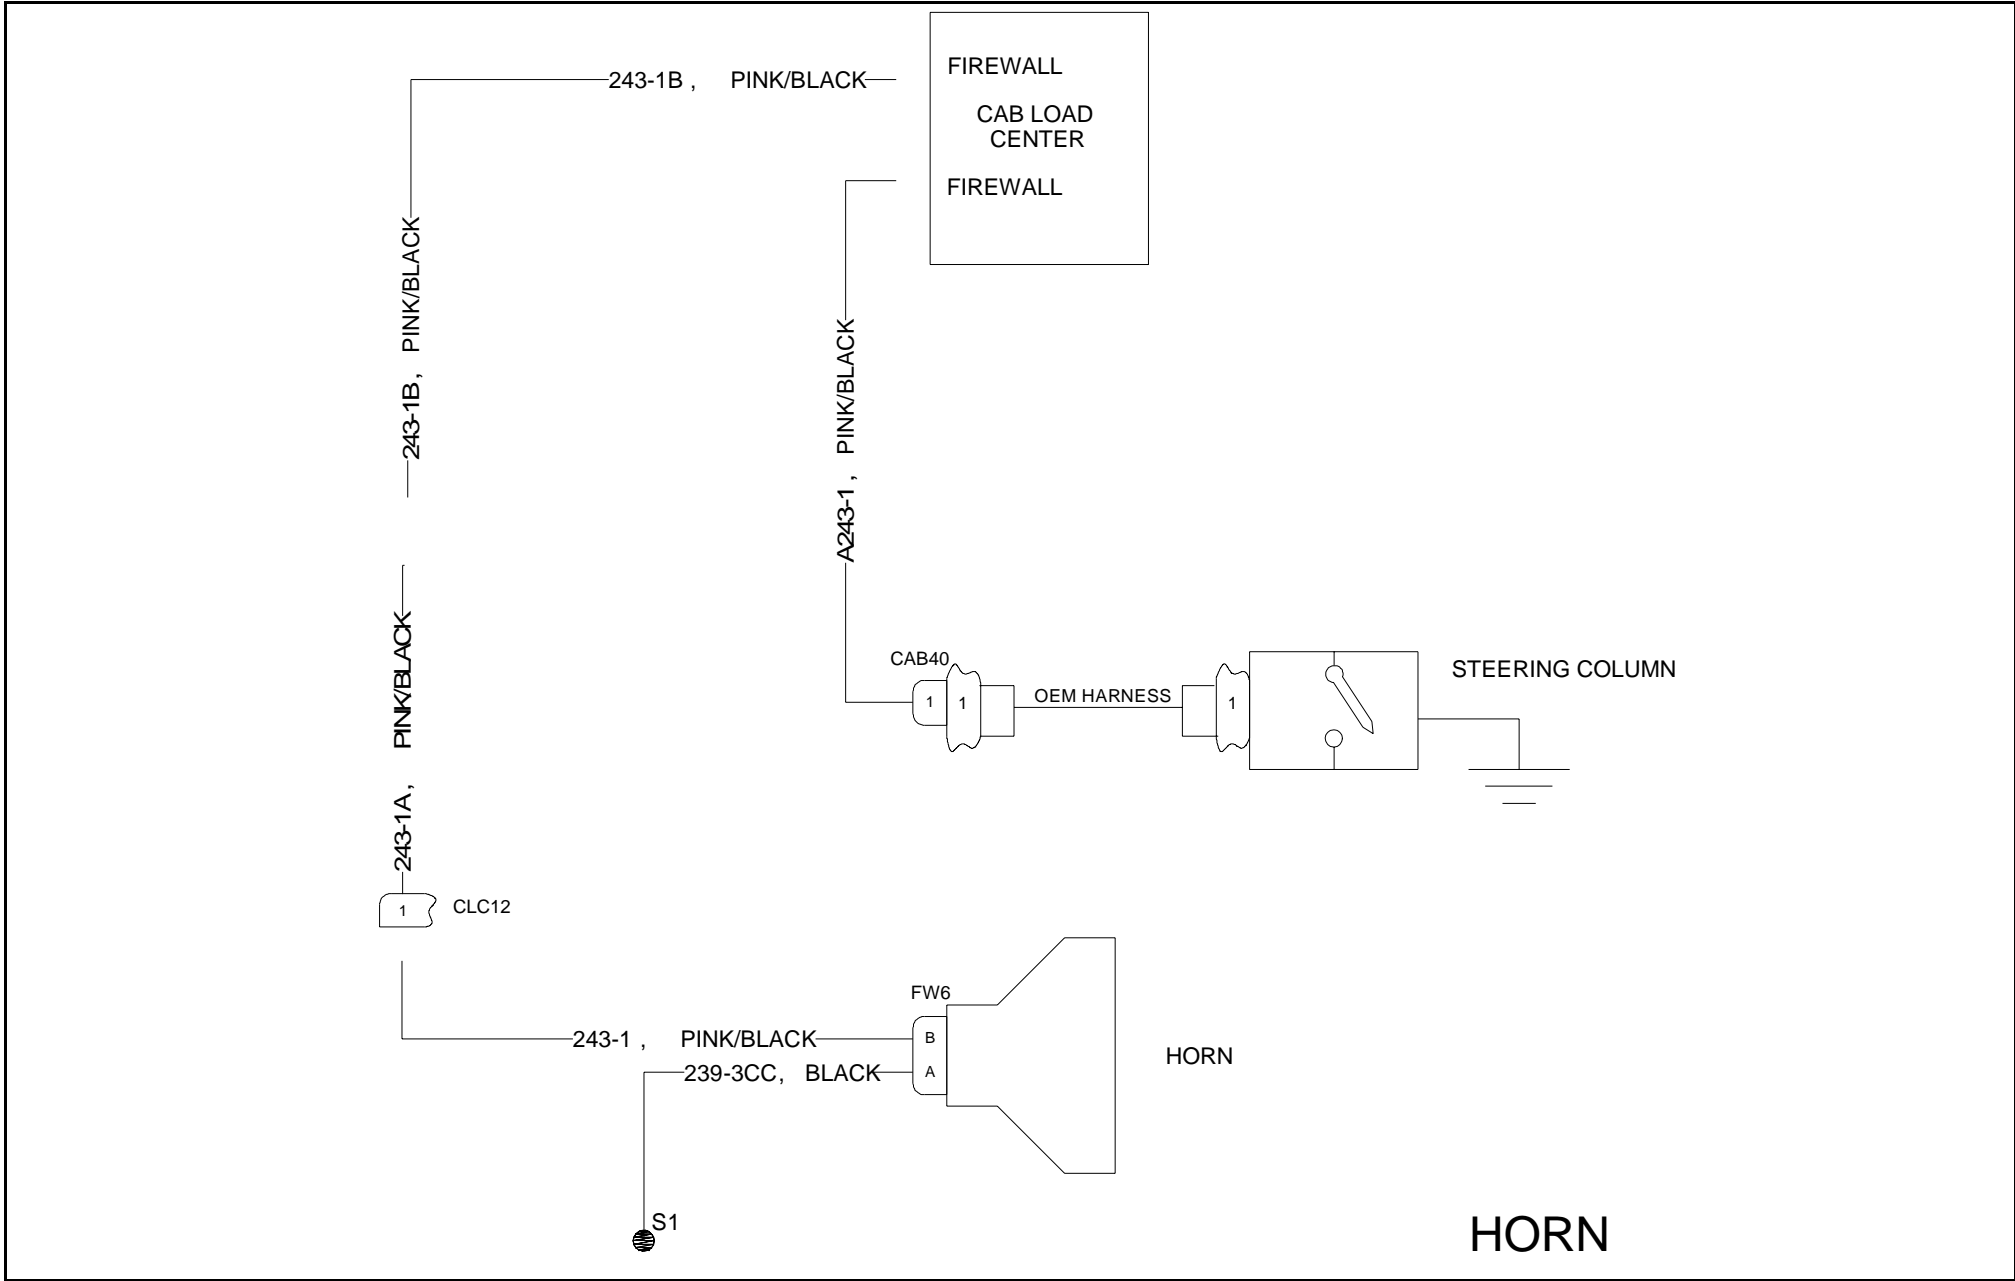 FIREWALL
243-1B , PINK/BLACK
CAB LOAD
CENTER
FIREWALL
243-1B, PINK/BLACK
A243-1 , PINK/BLACK
243-1A, PINK/BLACK
CAB40
1 1
OEM HARNESS
1
STEERING COLUMN
1
CLC12
FW6
243-1 , PINK/BLACK
B
239-3CC, BLACK
A
HORN
S1
HORN